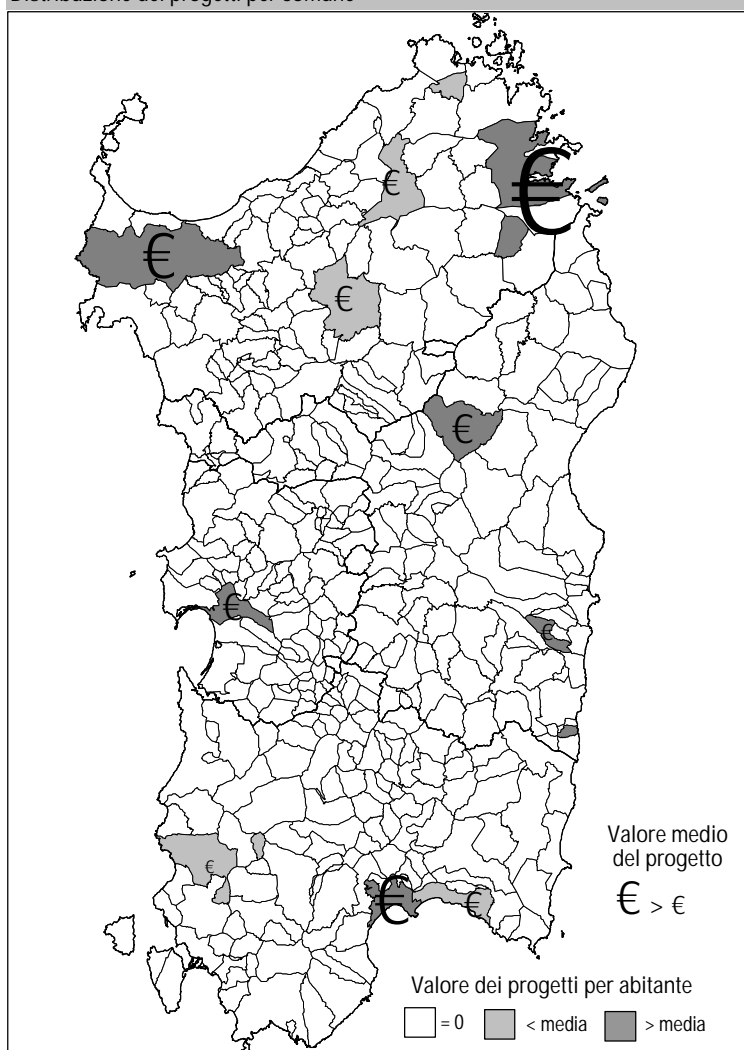 Distribuzione dei progetti per comune
€
€
€
€
€
€
€
€
€
€
Valore medio
del progetto
€ > €
Valore dei progetti per abitante
= 0 < media > media